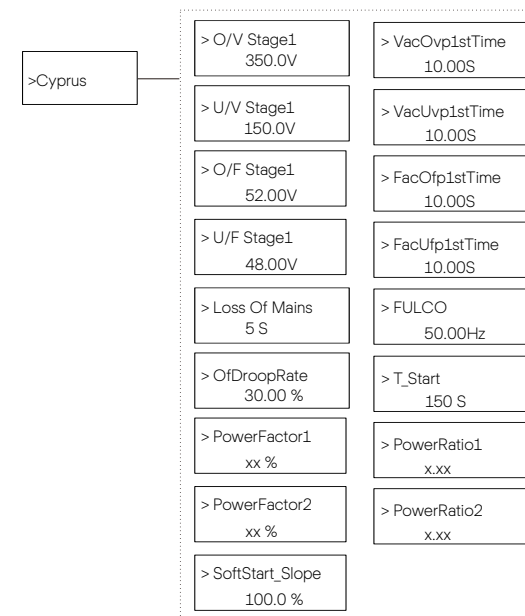 >Cyprus
> O/V Stage1
350.0V
> U/V Stage1
150.0V
> O/F Stage1
52.00V
> U/F Stage1
48.00V
> Loss Of Mains
5 S
> OfDroopRate
30.00 %
> PowerFactor1
xx %
> PowerFactor2
xx %
> SoftStart_Slope
100.0 %
> VacOvp1stTime
10.00S
> VacUvp1stTime
10.00S
> FacOfp1stTime
10.00S
> FacUfp1stTime
10.00S
> FULCO
50.00Hz
> T_Start
150 S
> PowerRatio1
x.xx
> PowerRatio2
x.xx